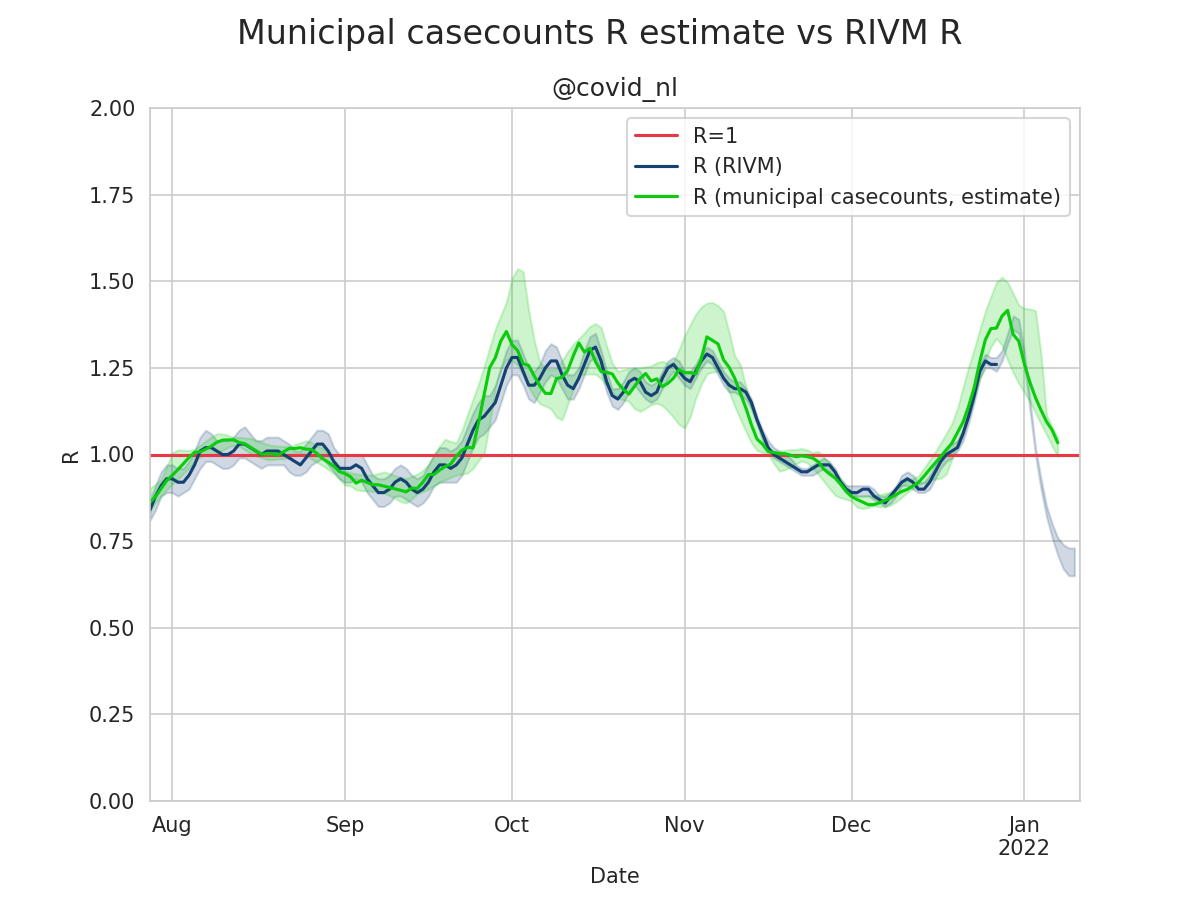 Municipal casecounts R estimate vs RIVM R
@covid_nl
R=1
R (RIVM)
R (municipal casecounts, estimate)
2.00
1.75
1.50
1.25
1.00
0.75
0.50
0.25
0.00
R
Aug Sep Oct Nov Dec Jan
2022
Date